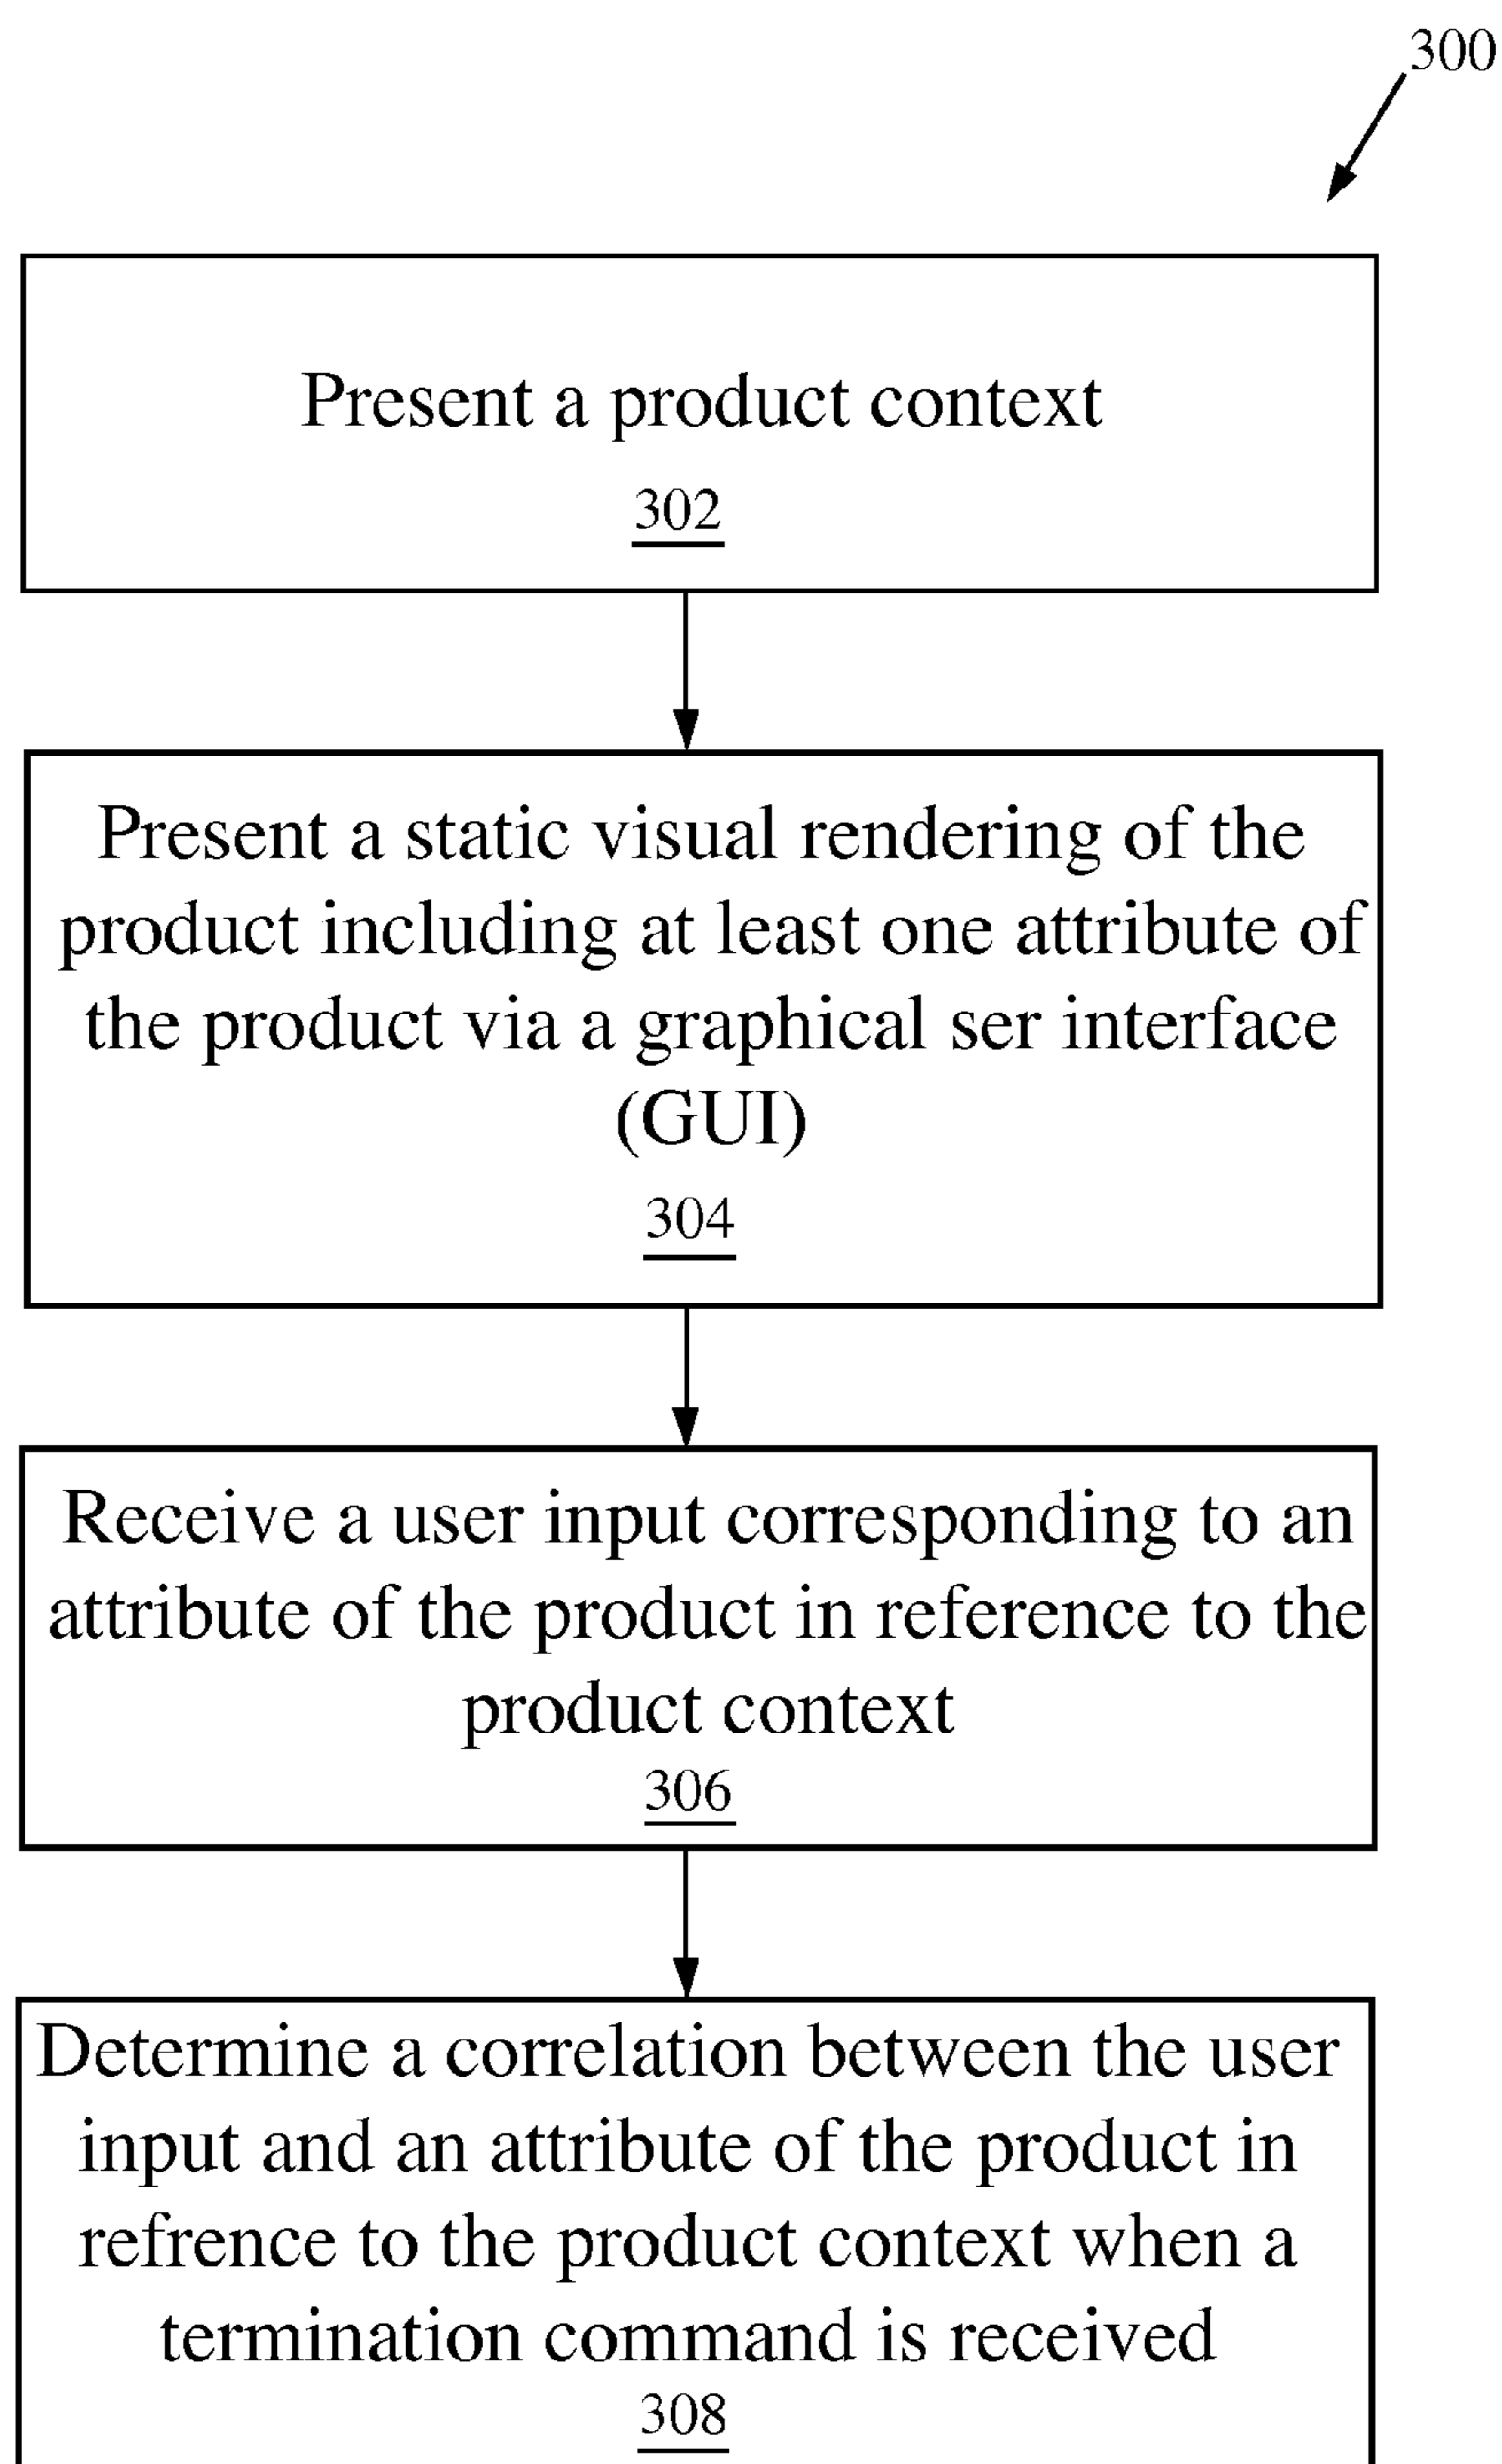 300
Present a product context
302
Present a static visual rendering of the
product including at least one attribute of
the product via a graphical ser interface
(GUI)
304
Receive a user input corresponding to an
attribute of the product in reference to the
product context
306
Determine a correlation between the user
input and an attribute of the product in
refrence to the product context when a
termination command is received
308